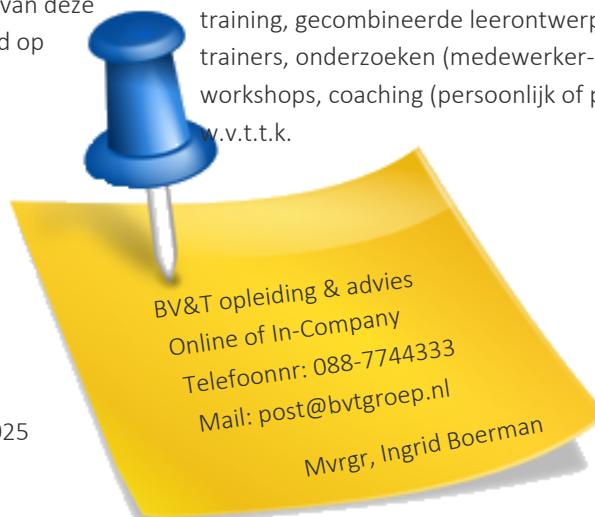 van deze
d op
training, gecombineerde leerontwerp
trainers, onderzoeken (medewerker-
workshops, coaching (persoonlijk of p
w.v.t.t.k.
BV&T opleiding & advies
Online of In-Company
Telefoonnr: 088-7744333
Mail: post@bvtgroep.nl
Mvrgr, Ingrid Boerman
025